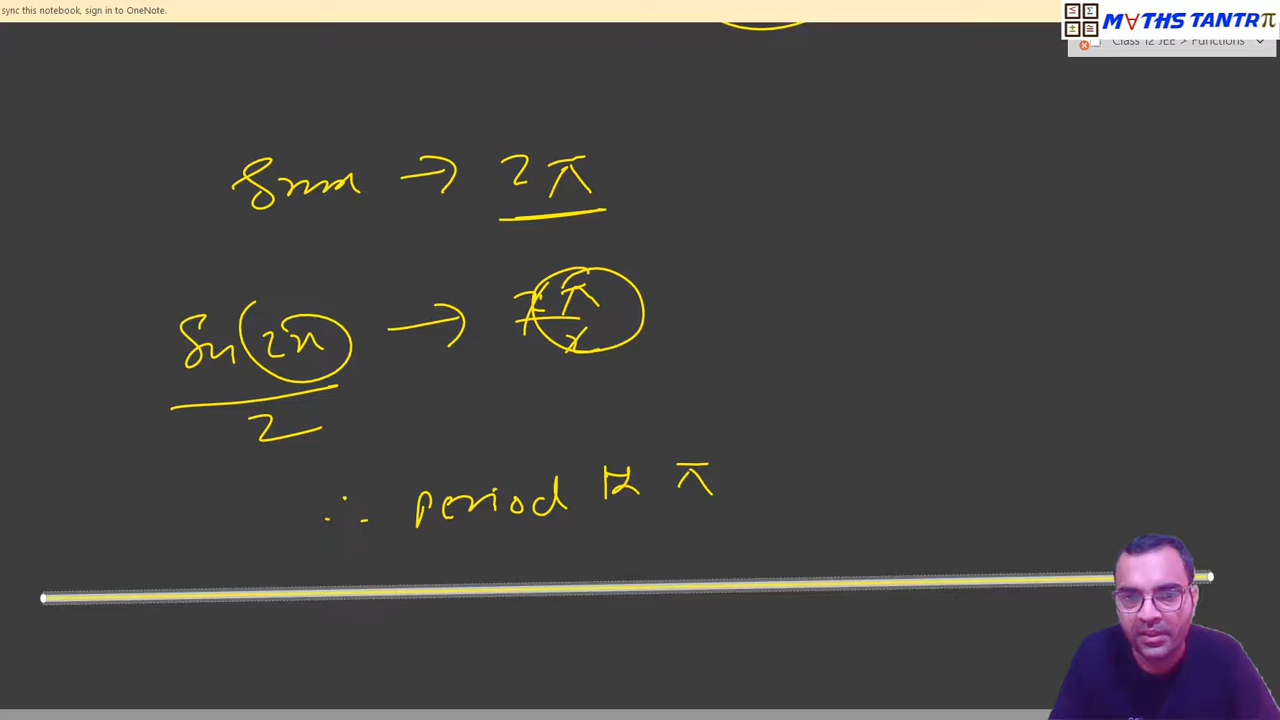 sync this notebook, sign in to OneNote.
MATHS TANTRπ
Class 12 JEE > Functions
sin x → 2π
sin(2x)/2 → 2π/2
∴ period is π